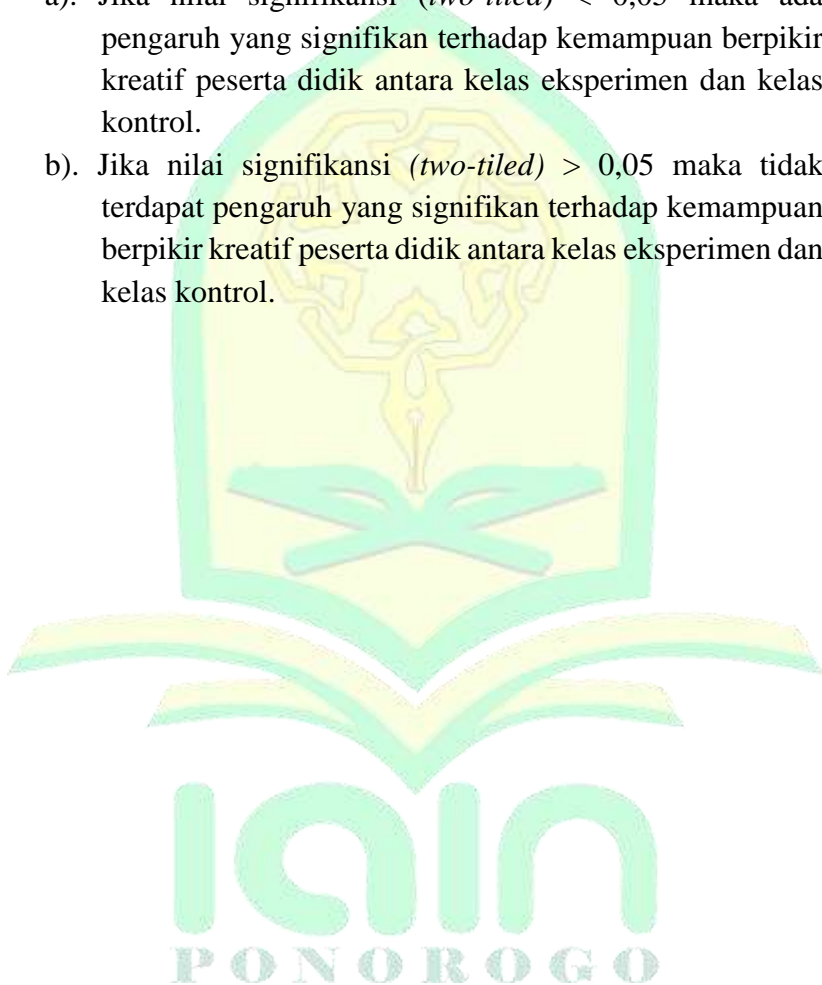 a). Jika nilai signifikansi (two-tiled) < 0,05 maka ada
pengaruh yang signifikan terhadap kemampuan berpikir
kreatif peserta didik antara kelas eksperimen dan kelas
kontrol.
b). Jika nilai signifikansi (two-tiled) > 0,05 maka tidak
terdapat pengaruh yang signifikan terhadap kemampuan
berpikir kreatif peserta didik antara kelas eksperimen dan
kelas kontrol.
IAIN
PONOROGO